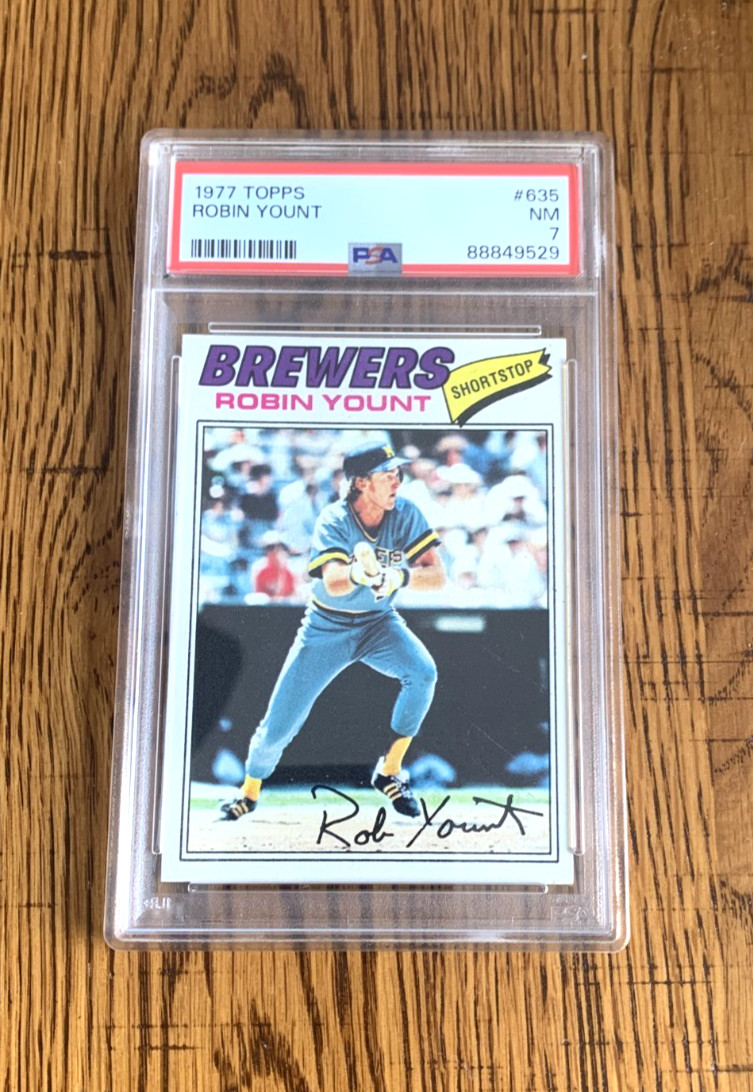 1977 TOPPS #635
ROBIN YOUNT NM
7
PSA 88849529
BREWERS
SHORTSTOP
ROBIN YOUNT
Rob Yount